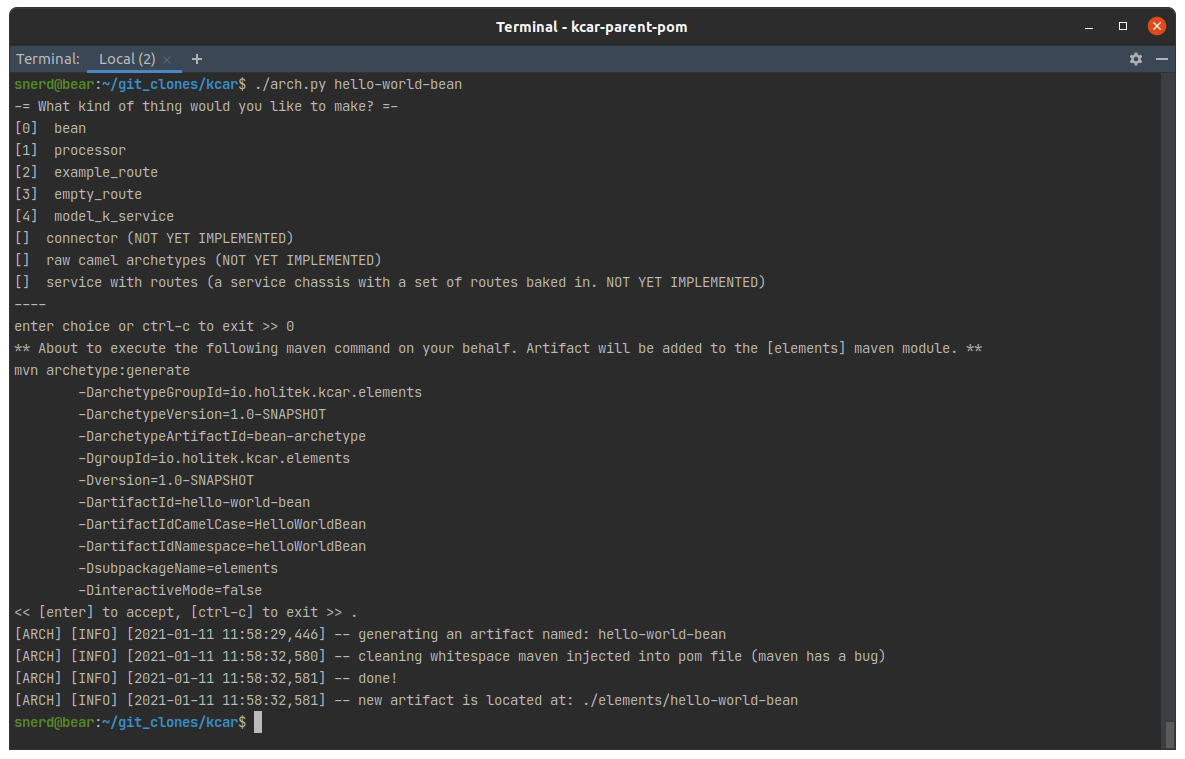 Terminal - kcar-parent-pom
Terminal: Local (2) × +
snerd@bear:~/git_clones/kcar$ ./arch.py hello-world-bean
-= What kind of thing would you like to make? =-
[0]  bean
[1]  processor
[2]  example_route
[3]  empty_route
[4]  model_k_service
[]  connector (NOT YET IMPLEMENTED)
[]  raw camel archetypes (NOT YET IMPLEMENTED)
[]  service with routes (a service chassis with a set of routes baked in. NOT YET IMPLEMENTED)
----
enter choice or ctrl-c to exit >> 0
** About to execute the following maven command on your behalf. Artifact will be added to the [elements] maven module. **
mvn archetype:generate
        -DarchetypeGroupId=io.holitek.kcar.elements
        -DarchetypeVersion=1.0-SNAPSHOT
        -DarchetypeArtifactId=bean-archetype
        -DgroupId=io.holitek.kcar.elements
        -Dversion=1.0-SNAPSHOT
        -DartifactId=hello-world-bean
        -DartifactIdCamelCase=HelloWorldBean
        -DartifactIdNamespace=helloWorldBean
        -DsubpackageName=elements
        -DinteractiveMode=false
<< [enter] to accept, [ctrl-c] to exit >> .
[ARCH] [INFO] [2021-01-11 11:58:29,446] -- generating an artifact named: hello-world-bean
[ARCH] [INFO] [2021-01-11 11:58:32,580] -- cleaning whitespace maven injected into pom file (maven has a bug)
[ARCH] [INFO] [2021-01-11 11:58:32,581] -- done!
[ARCH] [INFO] [2021-01-11 11:58:32,581] -- new artifact is located at: ./elements/hello-world-bean
snerd@bear:~/git_clones/kcar$